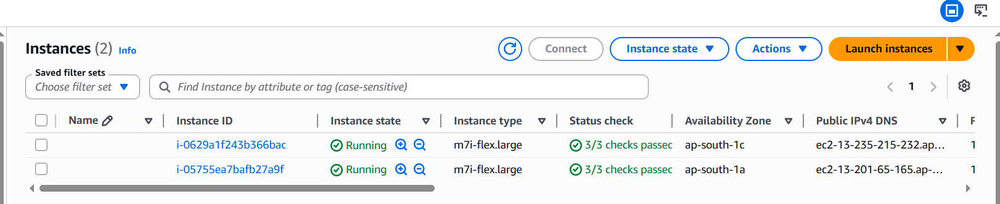 Instances (2) Info Connect Instance state Actions Launch instances
Saved filter sets
Choose filter set Find Instance by attribute or tag (case-sensitive) 1
Name Instance ID Instance state Instance type Status check Availability Zone Public IPv4 DNS P
i-0629a1f243b366bac Running m7i-flex.large 3/3 checks passed ap-south-1c ec2-13-235-215-232.ap... 1
i-05755ea7bafb27a9f Running m7i-flex.large 3/3 checks passed ap-south-1a ec2-13-201-65-165.ap-... 1